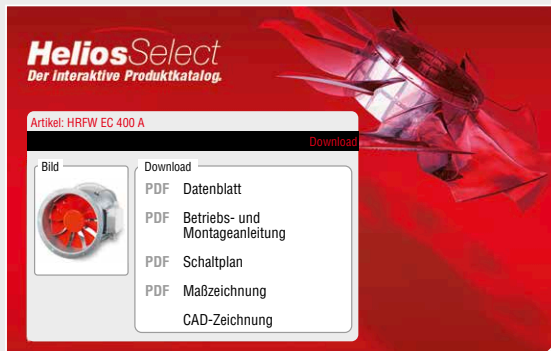 HeliosSelect
Der interaktive Produktkatalog.
Artikel: HRFW EC 400 A
Download
Bild
Download
PDF Datenblatt
PDF Betriebs- und
Montageanleitung
PDF Schaltplan
PDF Maßzeichnung
CAD-Zeichnung